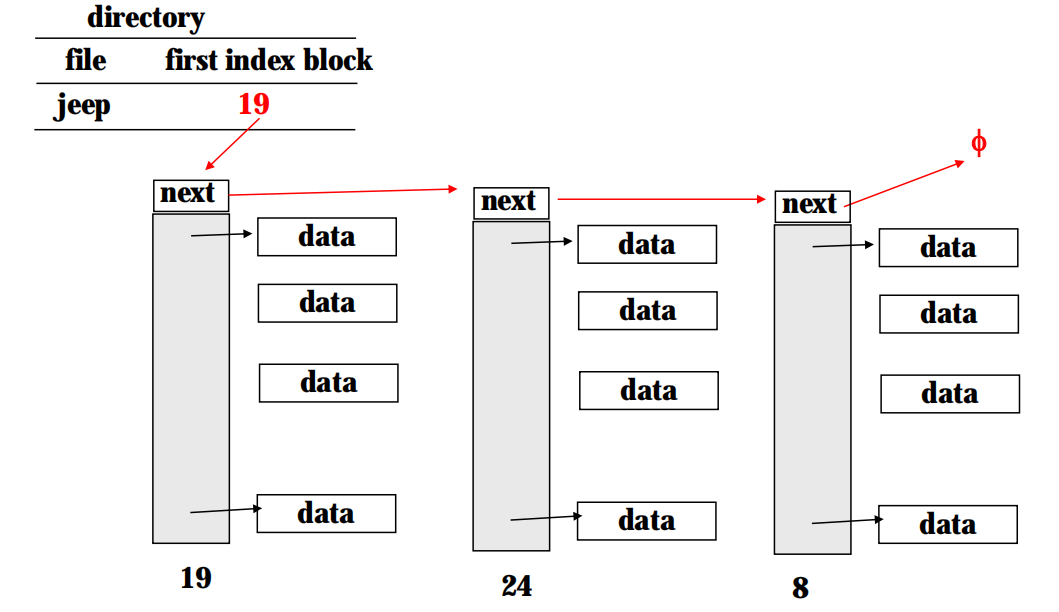 directory
file first index block
jeep 19
ϕ
next next next
data data data
data data data
data data data
data data data
19 24 8